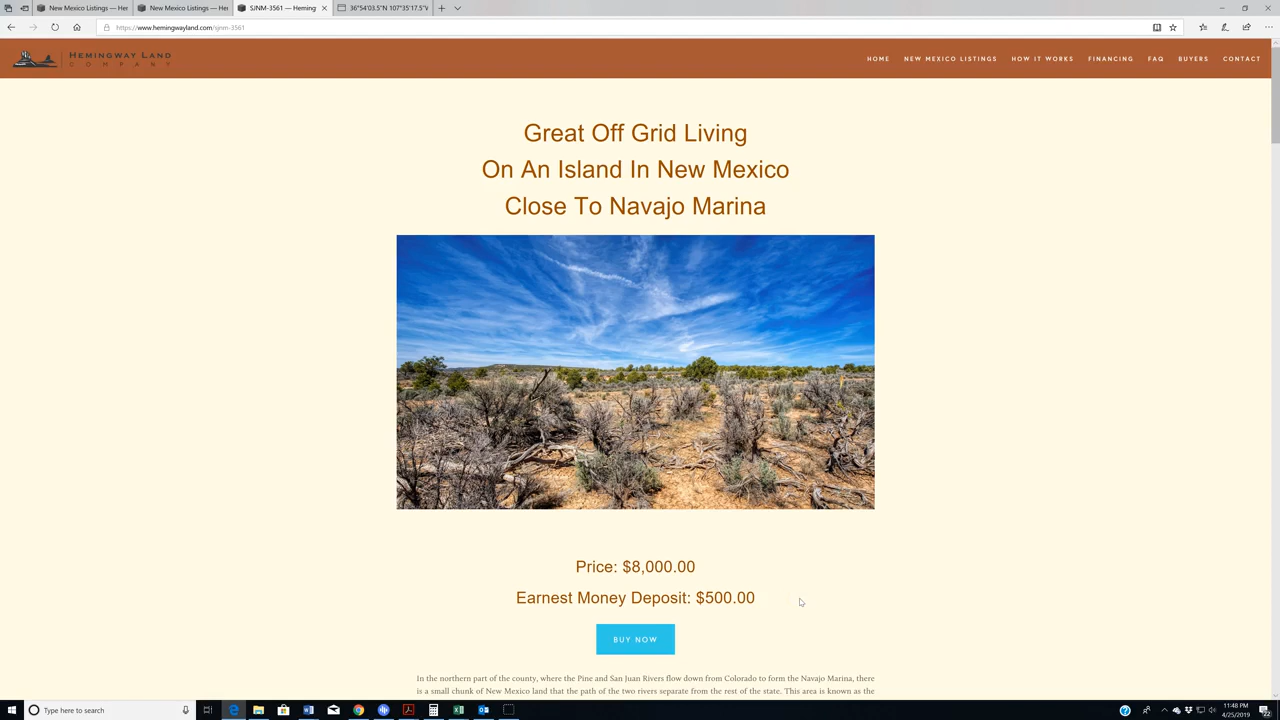 New Mexico Listings — Her
New Mexico Listings — Her
SJNM-3561 — Heming
36°54'03.5"N 107°35'17.5"V
https://www.hemingwayland.com/sjnm-3561
HEMINGWAY LAND
COMPANY
HOME NEW MEXICO LISTINGS HOW IT WORKS FINANCING FAQ BUYERS CONTACT
Great Off Grid Living
On An Island In New Mexico
Close To Navajo Marina
Price: $8,000.00
Earnest Money Deposit: $500.00
BUY NOW
In the northern part of the county, where the Pine and San Juan Rivers flow down from Colorado to form the Navajo Marina, there
is a small chunk of New Mexico land that the path of the two rivers separate from the rest of the state. This area is known as the
Type here to search
11:48 PM
4/25/2019
22